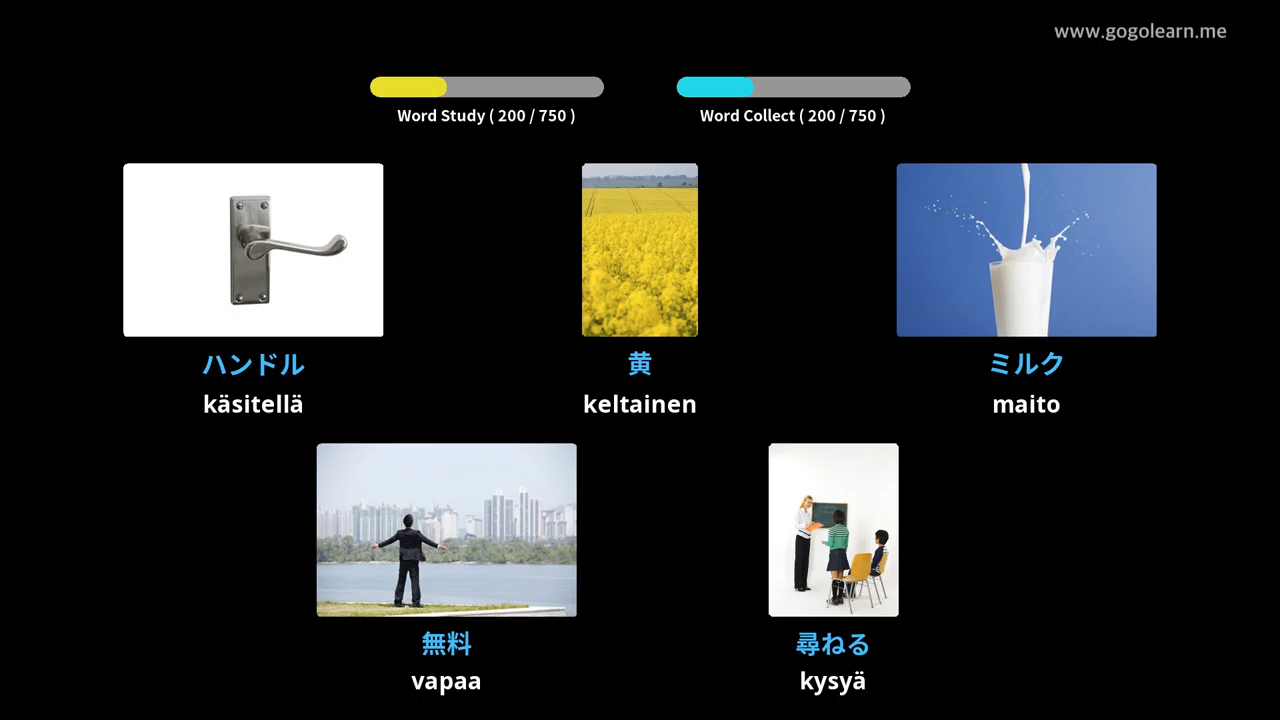 www.gogolearn.me
Word Study ( 200 / 750 )
Word Collect ( 200 / 750 )
ハンドル
käsitellä
黄
keltainen
ミルク
maito
無料
vapaa
尋ねる
kysyä